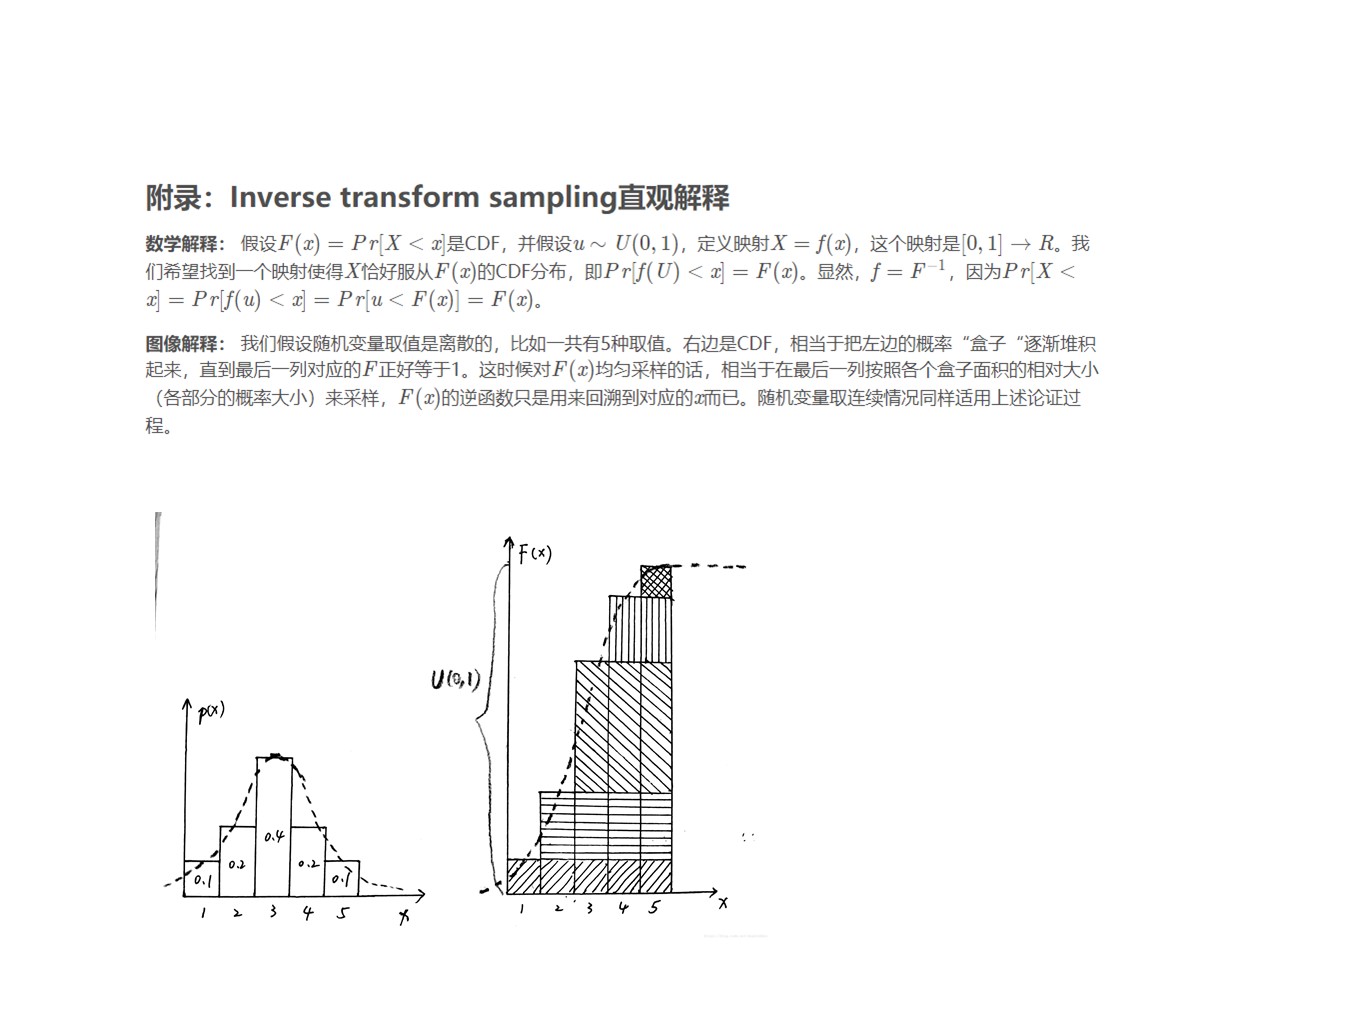 附录：Inverse transform sampling直观解释
数学解释： 假设F(x) = Pr[X < x]是CDF，并假设u ∼ U(0,1)，定义映射X = f(x)，这个映射是[0,1] → R。我
们希望找到一个映射使得X恰好服从F(x)的CDF分布，即Pr[f(U) < x] = F(x)。显然，f = F⁻¹，因为Pr[X <
x] = Pr[f(u) < x] = Pr[u < F(x)] = F(x)。
图像解释： 我们假设随机变量取值是离散的，比如一共有5种取值。右边是CDF，相当于把左边的概率“盒子“逐渐堆积
起来，直到最后一列对应的F正好等于1。这时候对F(x)均匀采样的话，相当于在最后一列按照各个盒子面积的相对大小
（各部分的概率大小）来采样，F(x)的逆函数只是用来回溯到对应的x而已。随机变量取连续情况同样适用上述论证过
程。
F(x)
U(0,1)
p(x)
0.4
0.2 0.2
0.1 0.1
1 2 3 4 5 x
1 2 3 4 5 x